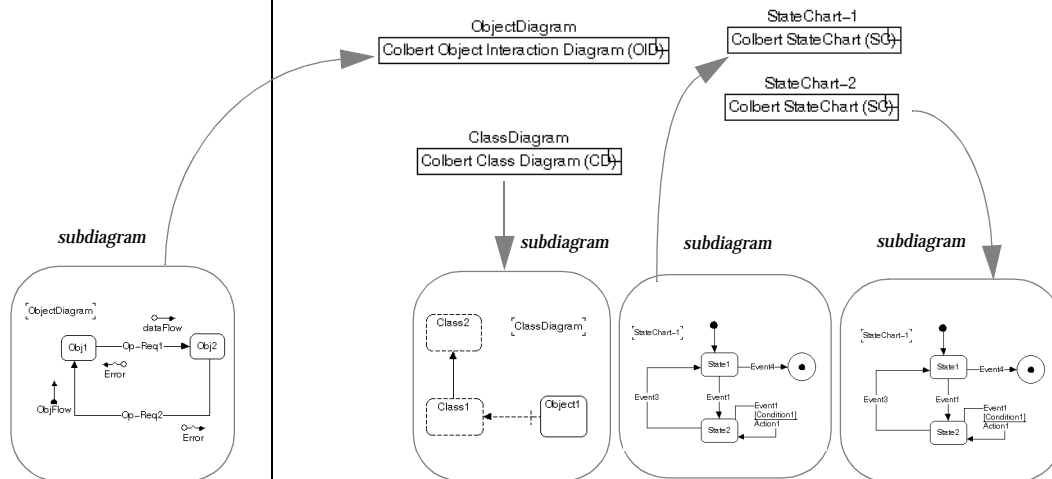 ObjectDiagram
Colbert Object Interaction Diagram (OID)
StateChart-1
Colbert StateChart (SC)
StateChart-2
Colbert StateChart (SC)
ClassDiagram
Colbert Class Diagram (CD)
subdiagram
subdiagram
subdiagram
subdiagram
[ObjectDiagram]
dataFlow
Obj1
Op-Req1
Obj2
Error
ObjFlow
Op-Req2
Error
Class2
[ClassDiagram]
Class1
Object1
[StateChart-1]
State1
Event4
Event3
Event1
Event1
[Condition1]
Action1
State2
[StateChart-1]
State1
Event4
Event3
Event1
Event1
[Condition1]
Action1
State2